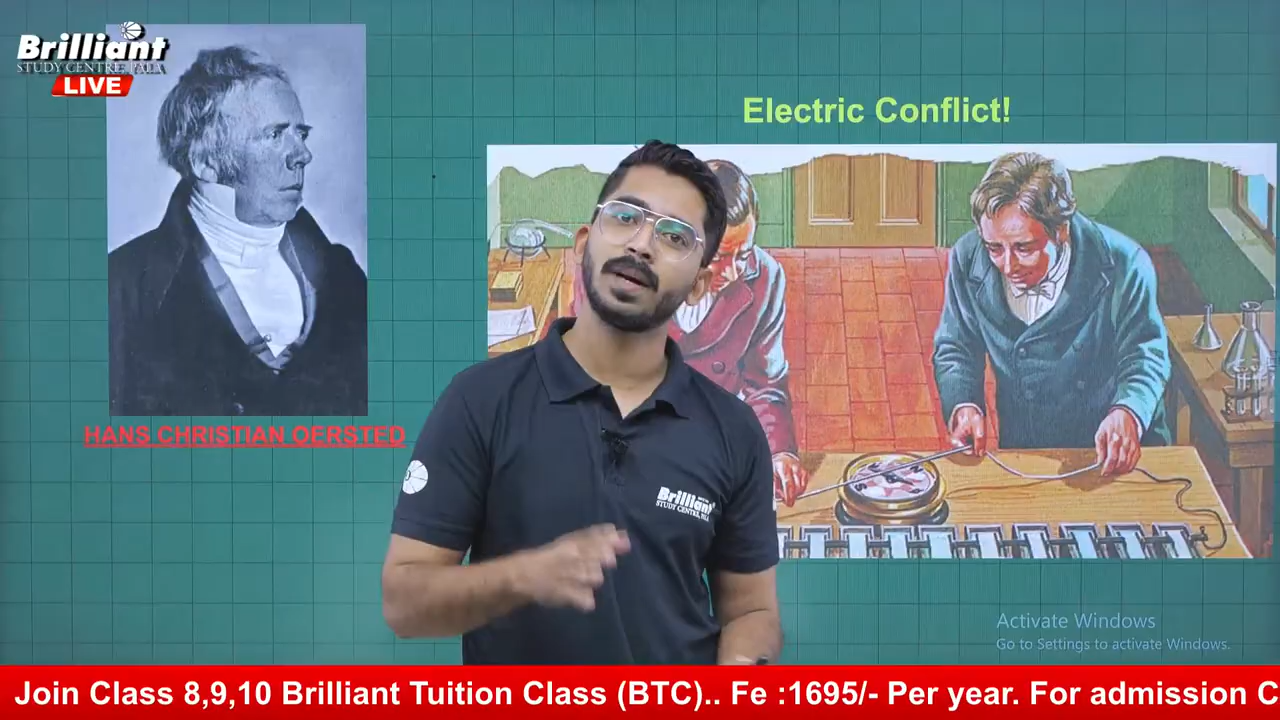 Brilliant
STUDY CENTRE, PALA
LIVE
Electric Conflict!
HANS CHRISTIAN OERSTED
Brilliant
STUDY CENTRE, PALA
Activate Windows
Go to Settings to activate Windows.
Join Class 8,9,10 Brilliant Tuition Class (BTC).. Fe :1695/- Per year. For admission C